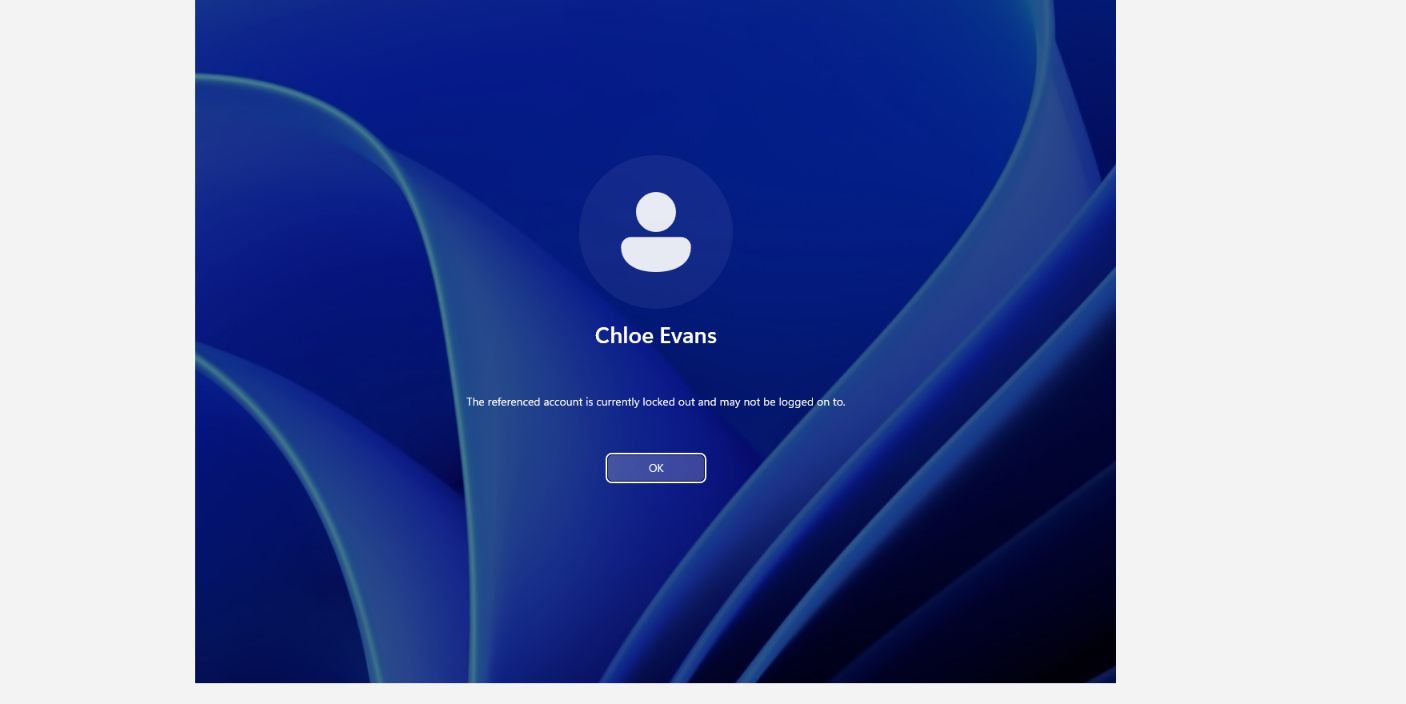 Chloe Evans
The referenced account is currently locked out and may not be logged on to.
OK